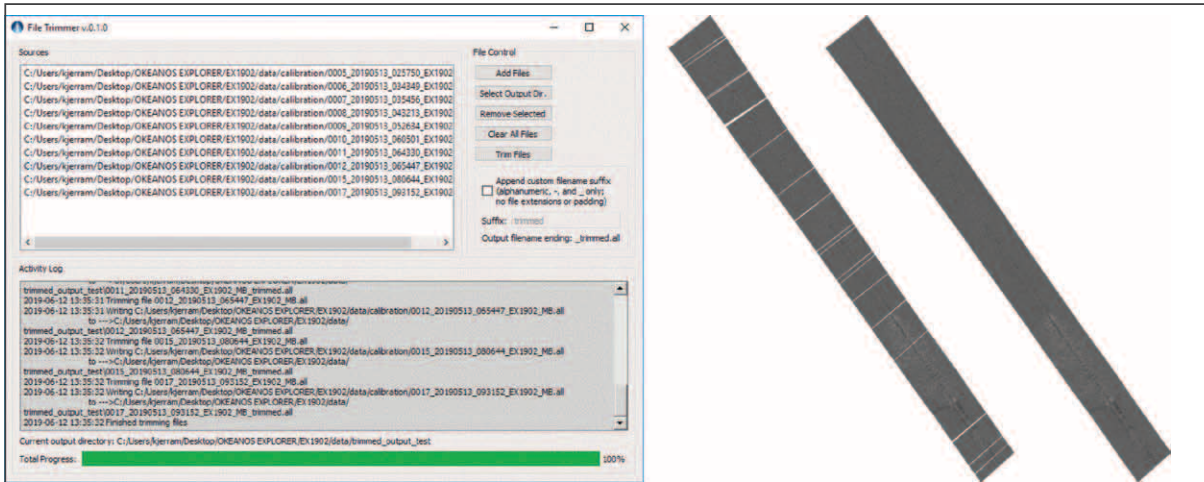 File Trimmer v.0.1.0
Sources
C:/Users/kjerram/Desktop/OKEANOS EXPLORER/EX1902/data/calibration/0005_20190513_025750_EX1902
C:/Users/kjerram/Desktop/OKEANOS EXPLORER/EX1902/data/calibration/0006_20190513_034349_EX1902
C:/Users/kjerram/Desktop/OKEANOS EXPLORER/EX1902/data/calibration/0007_20190513_035456_EX1902
C:/Users/kjerram/Desktop/OKEANOS EXPLORER/EX1902/data/calibration/0008_20190513_043213_EX1902
C:/Users/kjerram/Desktop/OKEANOS EXPLORER/EX1902/data/calibration/0009_20190513_052634_EX1902
C:/Users/kjerram/Desktop/OKEANOS EXPLORER/EX1902/data/calibration/0010_20190513_060501_EX1902
C:/Users/kjerram/Desktop/OKEANOS EXPLORER/EX1902/data/calibration/0011_20190513_064330_EX1902
C:/Users/kjerram/Desktop/OKEANOS EXPLORER/EX1902/data/calibration/0012_20190513_065447_EX1902
C:/Users/kjerram/Desktop/OKEANOS EXPLORER/EX1902/data/calibration/0015_20190513_080644_EX1902
C:/Users/kjerram/Desktop/OKEANOS EXPLORER/EX1902/data/calibration/0017_20190513_093152_EX1902
File Control
Add Files
Select Output Dir.
Remove Selected
Clear All Files
Trim Files
Append custom filename suffix
(alphanumeric, -, and _ only;
no file extensions or padding)
Suffix: _trimmed
Output filename ending: _trimmed.all
Activity Log
trimmed_output_test\0011_20190513_064330_EX1902_MB_trimmed.all
2019-06-12 13:35:31 Trimming file 0012_20190513_065447_EX1902_MB.all
2019-06-12 13:35:31 Writing C:/Users/kjerram/Desktop/OKEANOS EXPLORER/EX1902/data/calibration/0012_20190513_065447_EX1902_MB.all
to --->C:/Users/kjerram/Desktop/OKEANOS EXPLORER/EX1902/data/
trimmed_output_test\0012_20190513_065447_EX1902_MB_trimmed.all
2019-06-12 13:35:32 Trimming file 0015_20190513_080644_EX1902_MB.all
2019-06-12 13:35:32 Writing C:/Users/kjerram/Desktop/OKEANOS EXPLORER/EX1902/data/calibration/0015_20190513_080644_EX1902_MB.all
to --->C:/Users/kjerram/Desktop/OKEANOS EXPLORER/EX1902/data/
trimmed_output_test\0015_20190513_080644_EX1902_MB_trimmed.all
2019-06-12 13:35:32 Trimming file 0017_20190513_093152_EX1902_MB.all
2019-06-12 13:35:32 Writing C:/Users/kjerram/Desktop/OKEANOS EXPLORER/EX1902/data/calibration/0017_20190513_093152_EX1902_MB.all
to --->C:/Users/kjerram/Desktop/OKEANOS EXPLORER/EX1902/data/
trimmed_output_test\0017_20190513_093152_EX1902_MB_trimmed.all
2019-06-12 13:35:32 Finished trimming files
Current output directory: C:/Users/kjerram/Desktop/OKEANOS EXPLORER/EX1902/data/trimmed_output_test
Total Progress: 100%